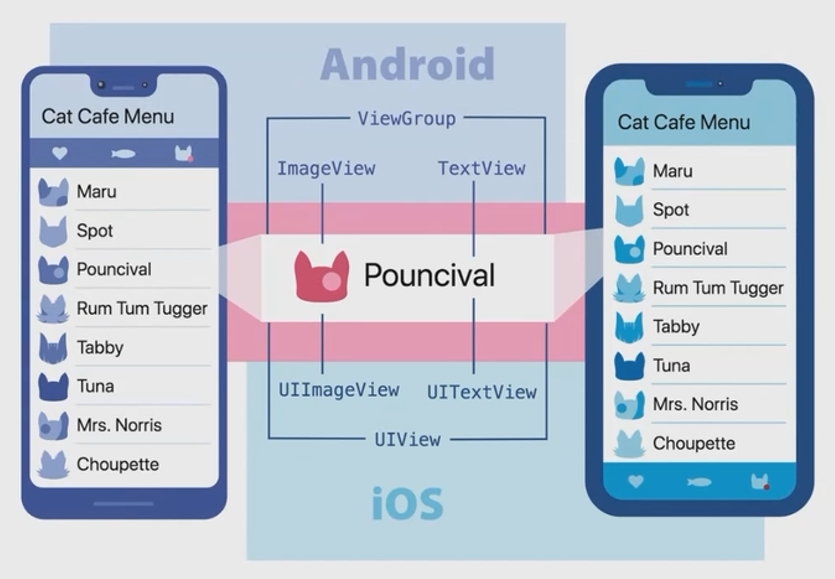 Android
Cat Cafe Menu
Maru
Spot
Pouncival
Rum Tum Tugger
Tabby
Tuna
Mrs. Norris
Choupette
ViewGroup
ImageView
TextView
Pouncival
UIImageView
UITextView
UIView
iOS
Cat Cafe Menu
Maru
Spot
Pouncival
Rum Tum Tugger
Tabby
Tuna
Mrs. Norris
Choupette